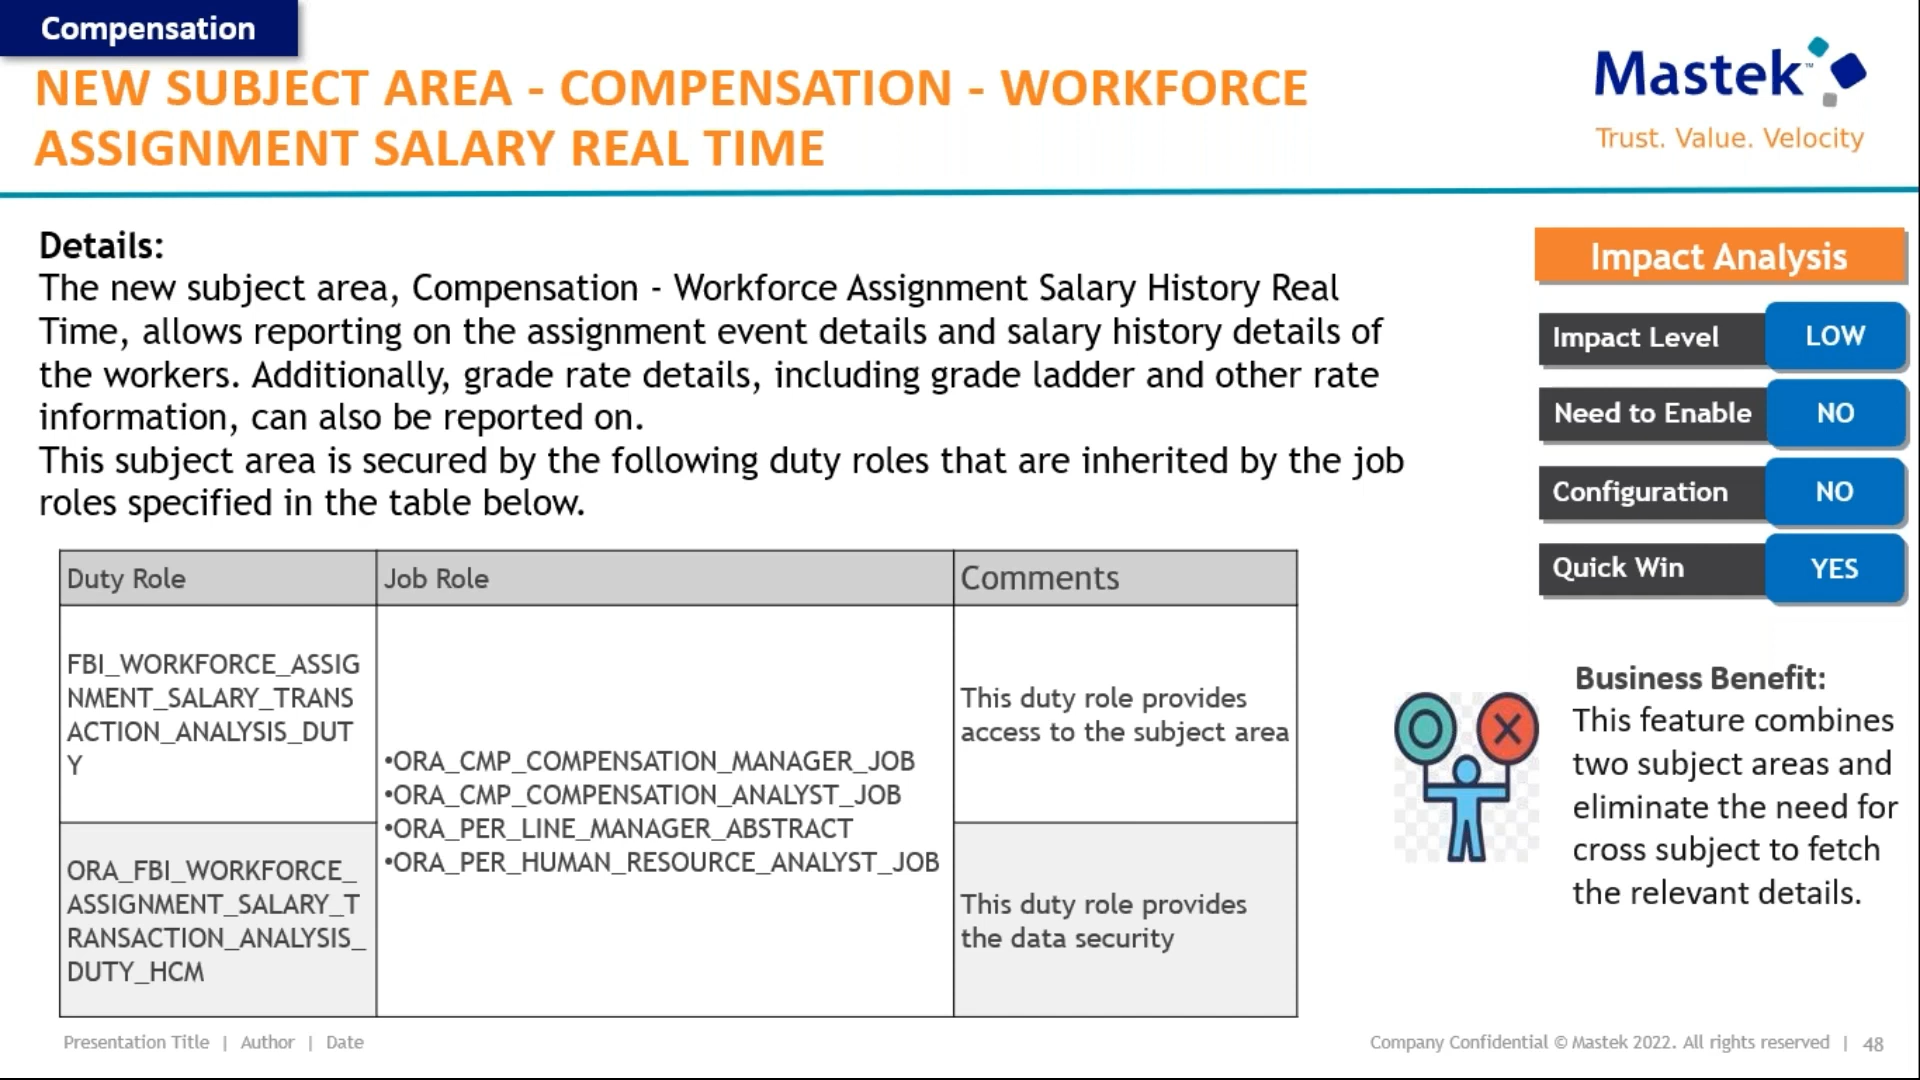 Compensation
NEW SUBJECT AREA - COMPENSATION - WORKFORCE
ASSIGNMENT SALARY REAL TIME
Mastek™
Trust. Value. Velocity
Details:
The new subject area, Compensation - Workforce Assignment Salary History Real
Time, allows reporting on the assignment event details and salary history details of
the workers. Additionally, grade rate details, including grade ladder and other rate
information, can also be reported on.
This subject area is secured by the following duty roles that are inherited by the job
roles specified in the table below.
Duty Role
Job Role
Comments
FBI_WORKFORCE_ASSIG
NMENT_SALARY_TRANS
ACTION_ANALYSIS_DUT
Y
•ORA_CMP_COMPENSATION_MANAGER_JOB
•ORA_CMP_COMPENSATION_ANALYST_JOB
•ORA_PER_LINE_MANAGER_ABSTRACT
•ORA_PER_HUMAN_RESOURCE_ANALYST_JOB
This duty role provides
access to the subject area
ORA_FBI_WORKFORCE_
ASSIGNMENT_SALARY_T
RANSACTION_ANALYSIS_
DUTY_HCM
This duty role provides
the data security
Impact Analysis
Impact Level LOW
Need to Enable NO
Configuration NO
Quick Win YES
Business Benefit:
This feature combines
two subject areas and
eliminate the need for
cross subject to fetch
the relevant details.
Presentation Title | Author | Date
Company Confidential © Mastek 2022. All rights reserved | 48